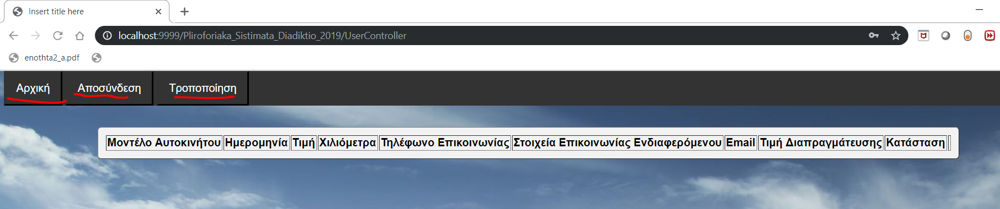 Insert title here
localhost:9999/Pliroforiaka_Sistimata_Diadiktio_2019/UserController
enothta2_a.pdf
Αρχική Αποσύνδεση Τροποποίηση
Μοντέλο Αυτοκινήτου Ημερομηνία Τιμή Χιλιόμετρα Τηλέφωνο Επικοινωνίας Στοιχεία Επικοινωνίας Ενδιαφερόμενου Email Τιμή Διαπραγμάτευσης Κατάσταση